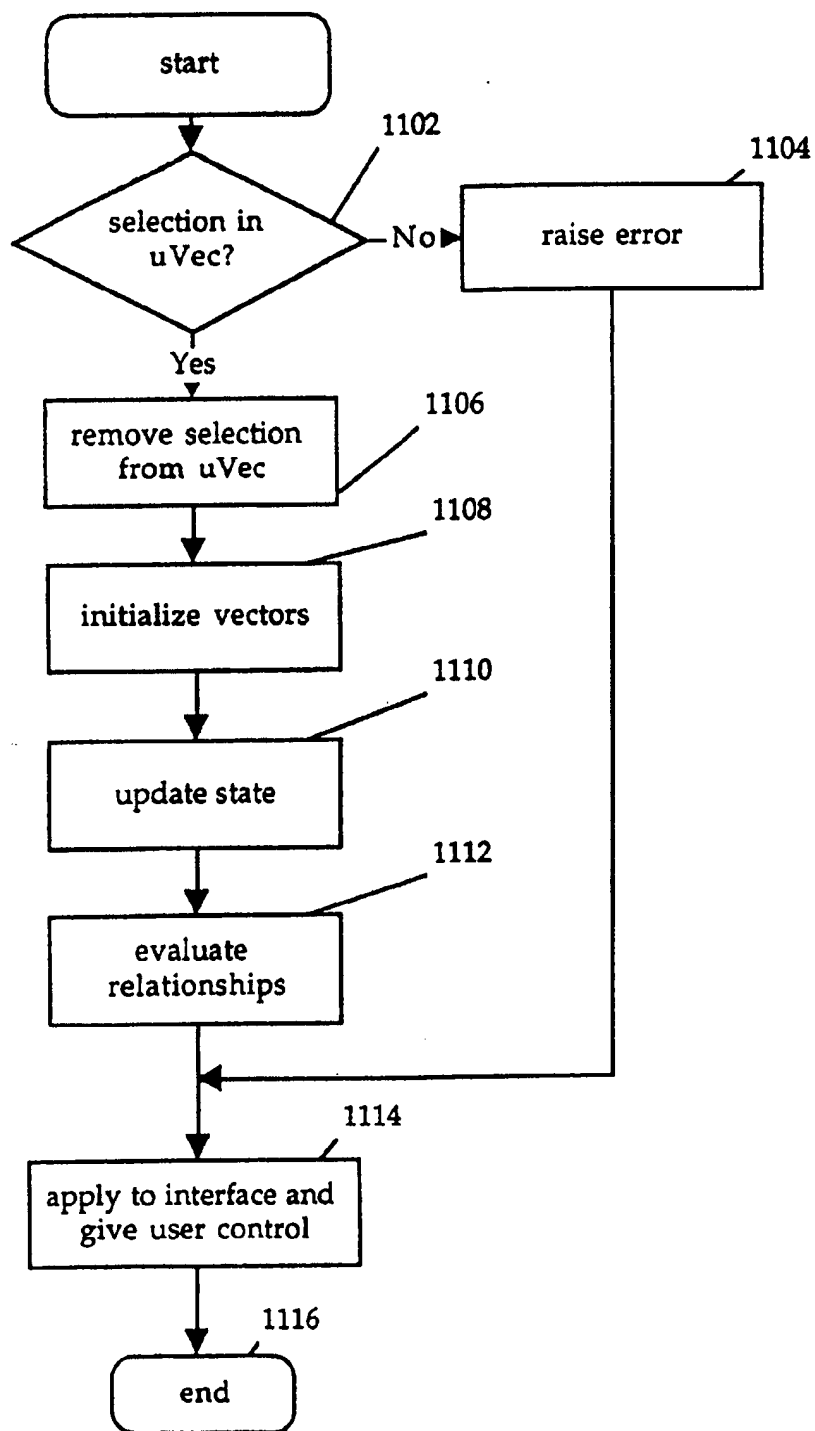 start
1102
1104
selection in
uVec?
No
raise error
Yes
1106
remove selection
from uVec
1108
initialize vectors
1110
update state
1112
evaluate
relationships
1114
apply to interface and
give user control
1116
end